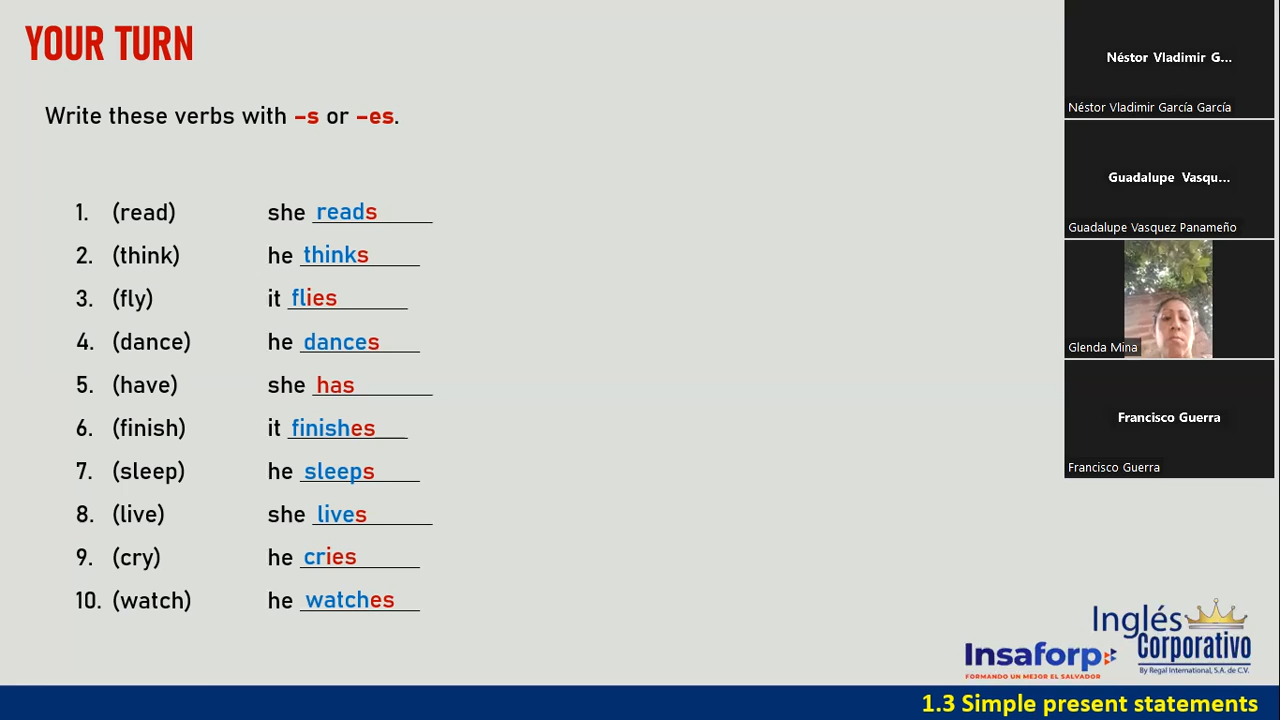 YOUR TURN
Write these verbs with –s or –es.
1. (read) she reads
2. (think) he thinks
3. (fly) it flies
4. (dance) he dances
5. (have) she has
6. (finish) it finishes
7. (sleep) he sleeps
8. (live) she lives
9. (cry) he cries
10. (watch) he watches
Néstor Vladimir G...
Néstor Vladimir García García
Guadalupe Vasqu...
Guadalupe Vasquez Panameño
Glenda Mina
Francisco Guerra
Francisco Guerra
Inglés
Corporativo
By Regal International, S.A. de C.V.
Insaforp
FORMANDO UN MEJOR EL SALVADOR
1.3 Simple present statements